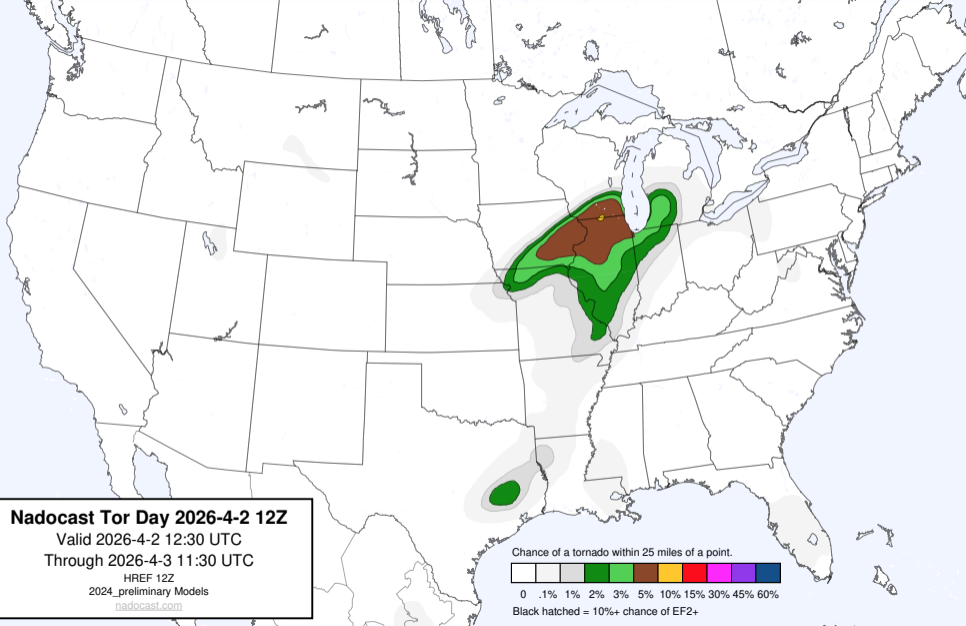 Nadocast Tor Day 2026-4-2 12Z
Valid 2026-4-2 12:30 UTC
Through 2026-4-3 11:30 UTC
HREF 12Z
2024_preliminary Models
nadocast.com
Chance of a tornado within 25 miles of a point.
0 .1% 1% 2% 3% 5% 10% 15% 30% 45% 60%
Black hatched = 10%+ chance of EF2+